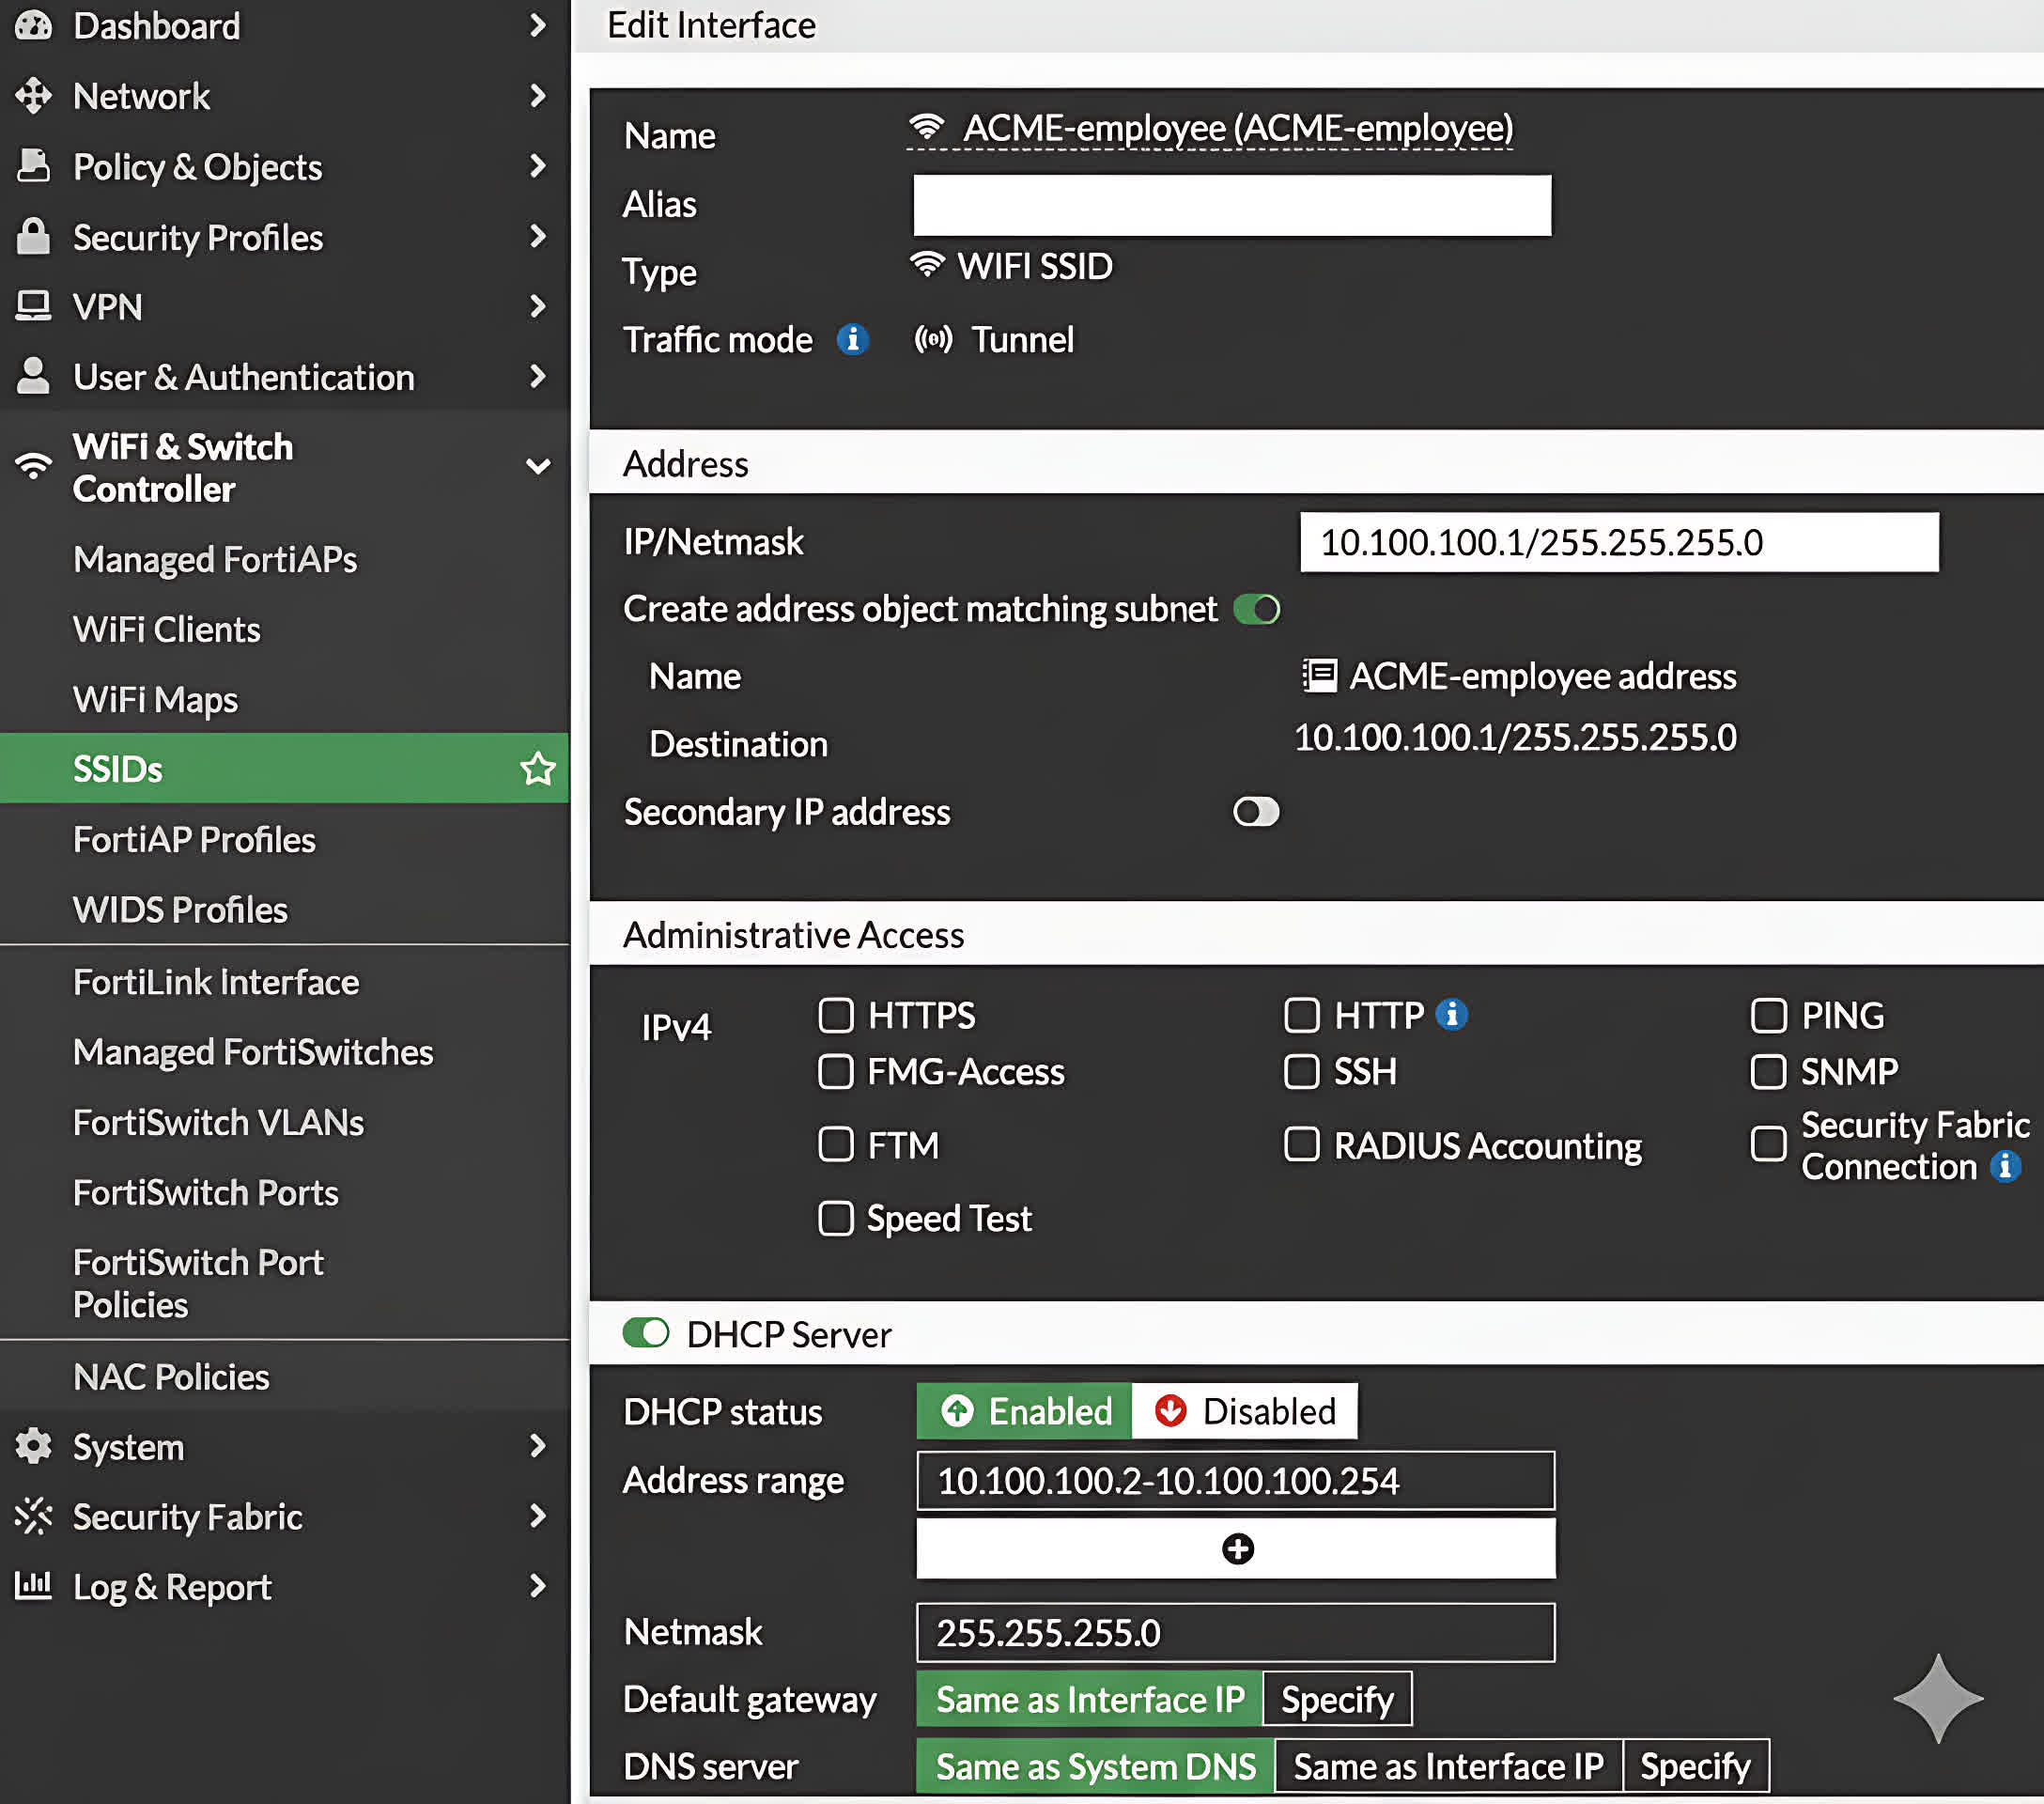 Dashboard
Network
Policy & Objects
Security Profiles
VPN
User & Authentication
WiFi & Switch
Controller
Managed FortiAPs
WiFi Clients
WiFi Maps
SSIDs
FortiAP Profiles
WIDS Profiles
FortiLink Interface
Managed FortiSwitches
FortiSwitch VLANs
FortiSwitch Ports
FortiSwitch Port
Policies
NAC Policies
System
Security Fabric
Log & Report
Edit Interface
Name ACME-employee (ACME-employee)
Alias
Type WIFI SSID
Traffic mode Tunnel
Address
IP/Netmask 10.100.100.1/255.255.255.0
Create address object matching subnet
Name ACME-employee address
Destination 10.100.100.1/255.255.255.0
Secondary IP address
Administrative Access
IPv4 HTTPS HTTP PING
FMG-Access SSH SNMP
FTM RADIUS Accounting Security Fabric
Connection
Speed Test
DHCP Server
DHCP status Enabled Disabled
Address range 10.100.100.2-10.100.100.254
Netmask 255.255.255.0
Default gateway Same as Interface IP Specify
DNS server Same as System DNS Same as Interface IP Specify